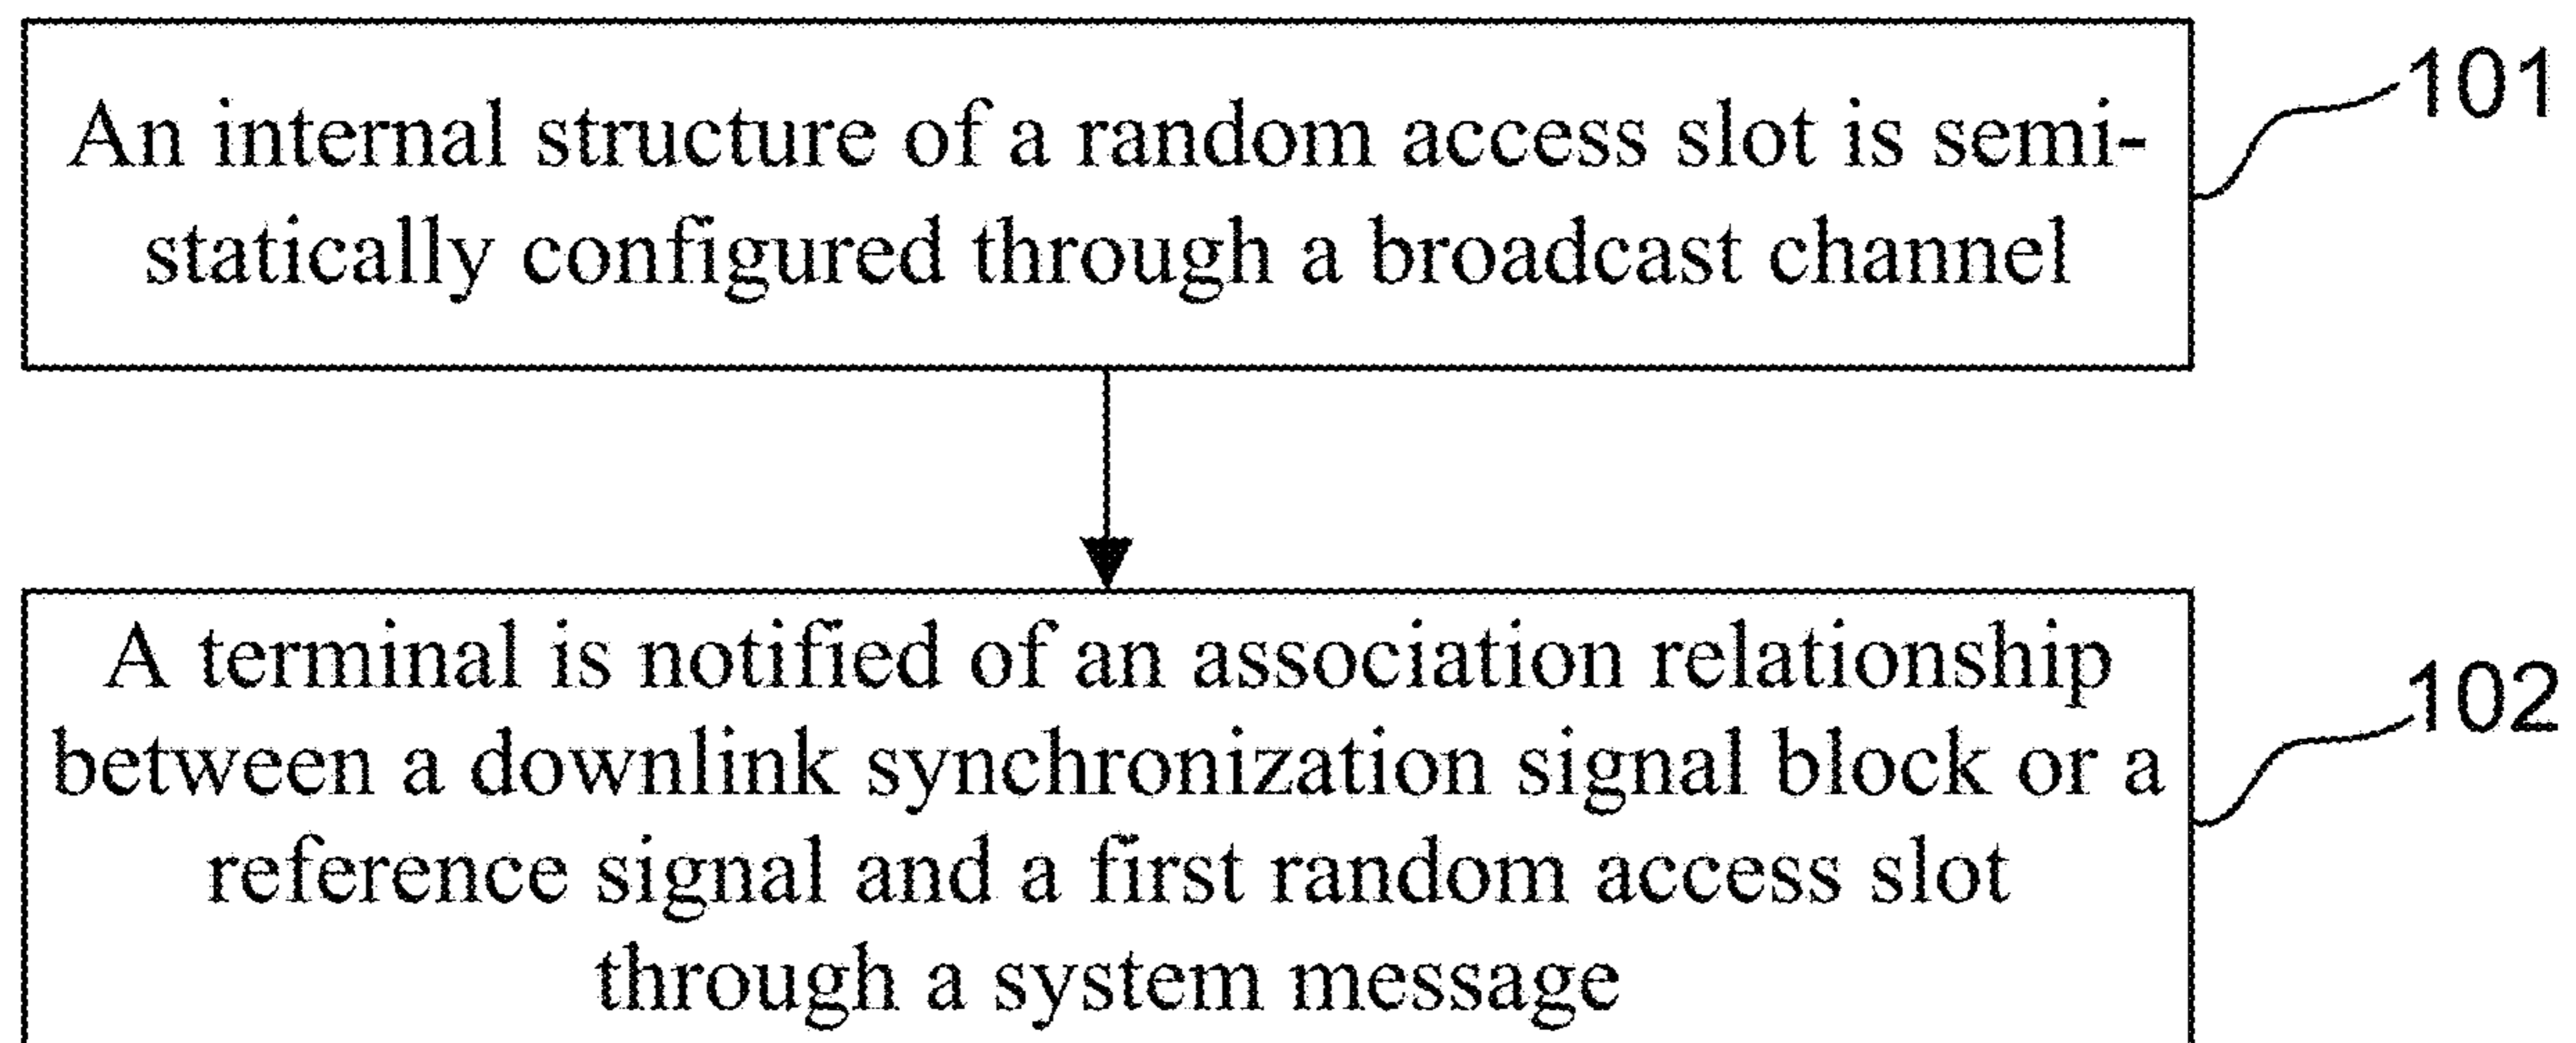 An internal structure of a random access slot is semi-
statically configured through a broadcast channel
101
A terminal is notified of an association relationship
between a downlink synchronization signal block or a
reference signal and a first random access slot
through a system message
102